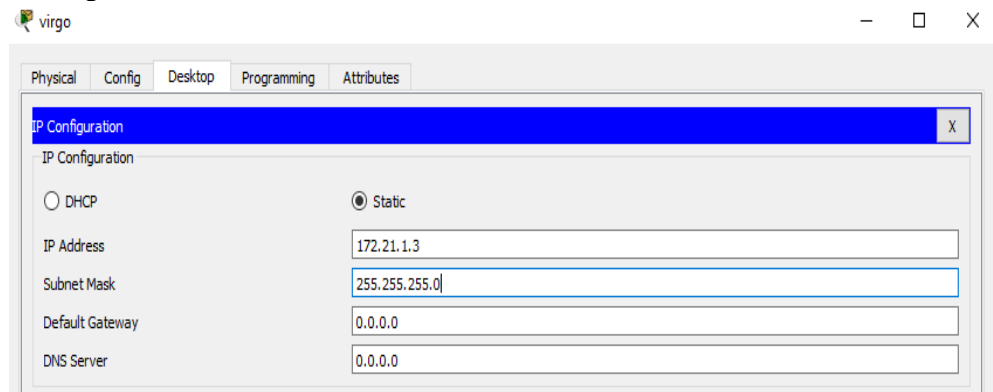 virgo
Physical Config Desktop Programming Attributes
IP Configuration X
IP Configuration
DHCP Static
IP Address 172.21.1.3
Subnet Mask 255.255.255.0
Default Gateway 0.0.0.0
DNS Server 0.0.0.0